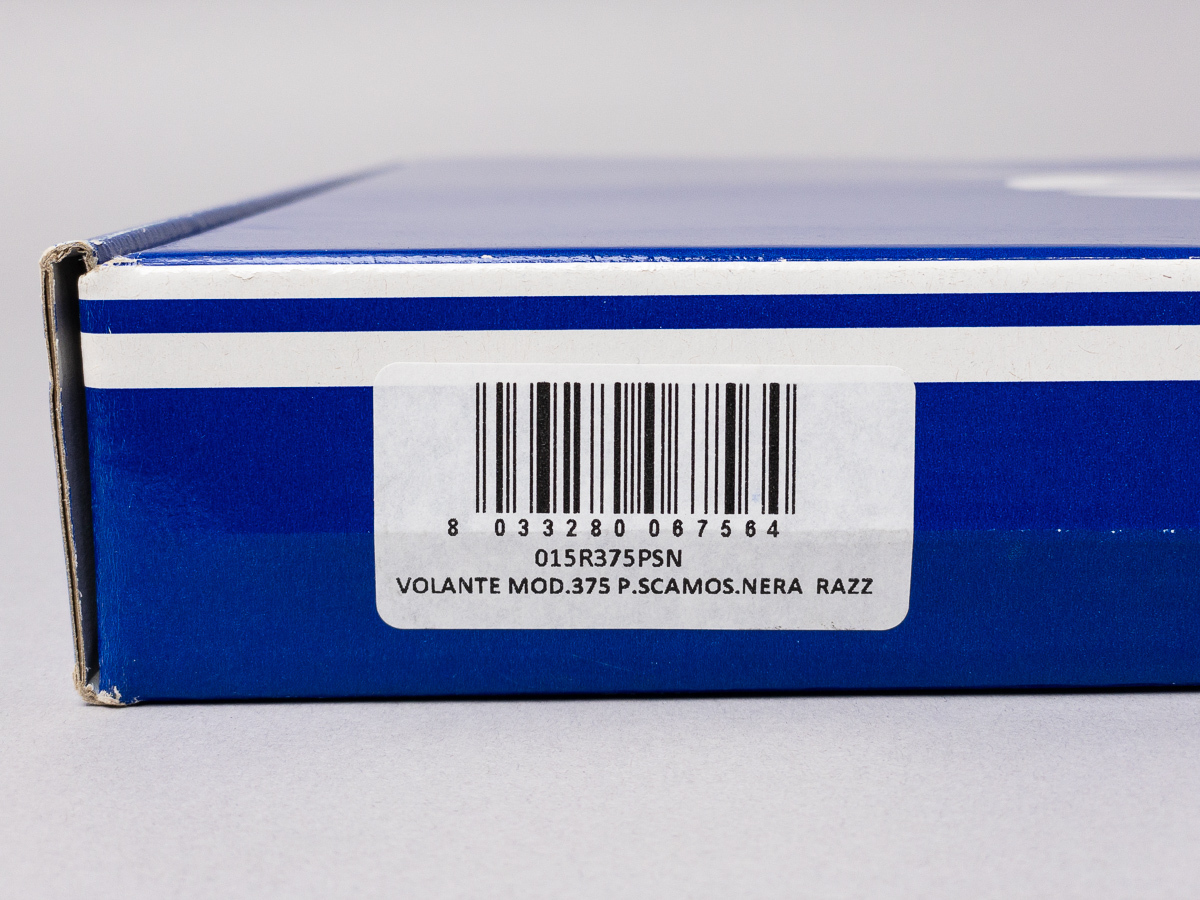 8 033280 067564
015R375PSN
VOLANTE MOD.375 P.SCAMOS.NERA RAZZ